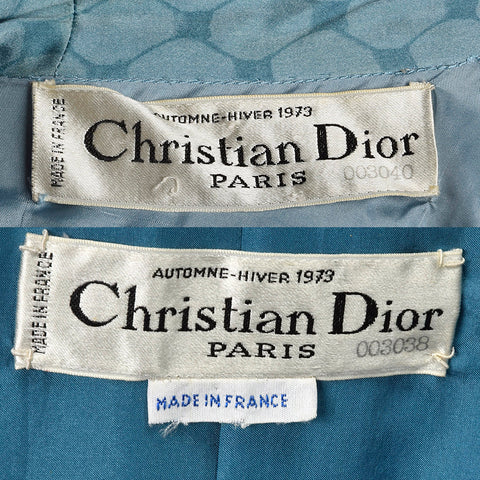 AUTOMNE-HIVER 1973
MADE IN FRANCE
Christian Dior
PARIS 003040
AUTOMNE-HIVER 1973
MADE IN FRANCE
Christian Dior
PARIS 003038
MADE IN FRANCE